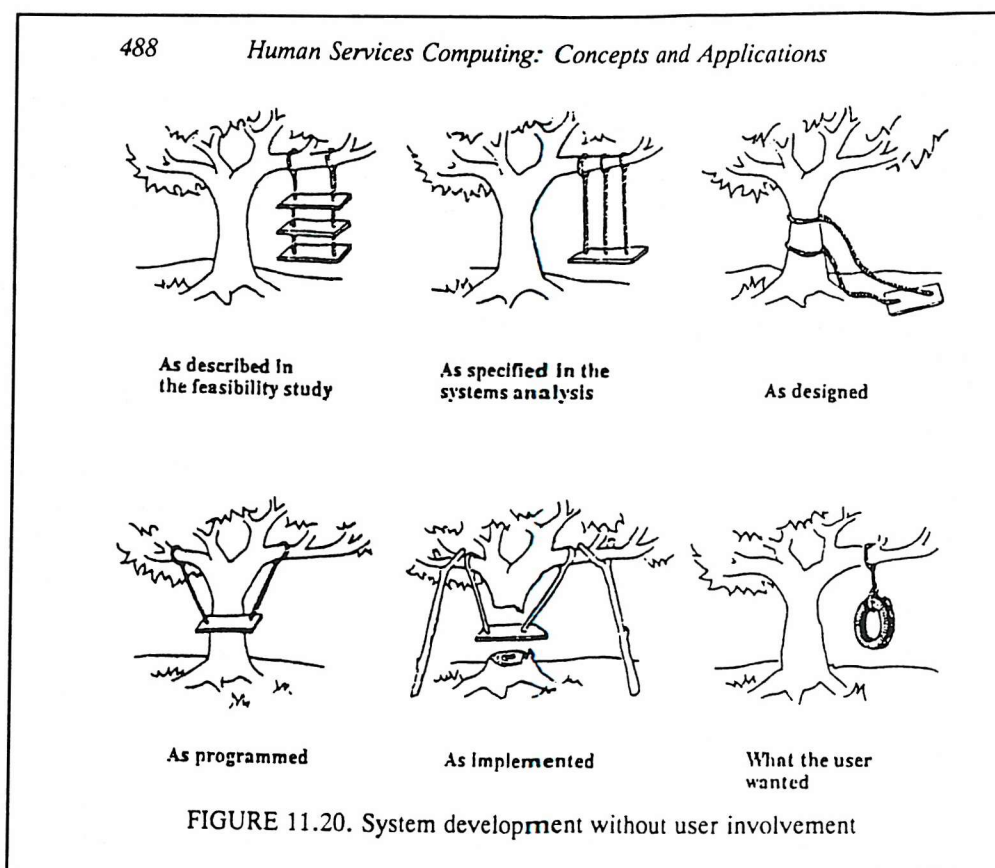 488 Human Services Computing: Concepts and Applications
As described in
the feasibility study
As specified in the
systems analysis
As designed
As programmed
As implemented
What the user
wanted
FIGURE 11.20. System development without user involvement